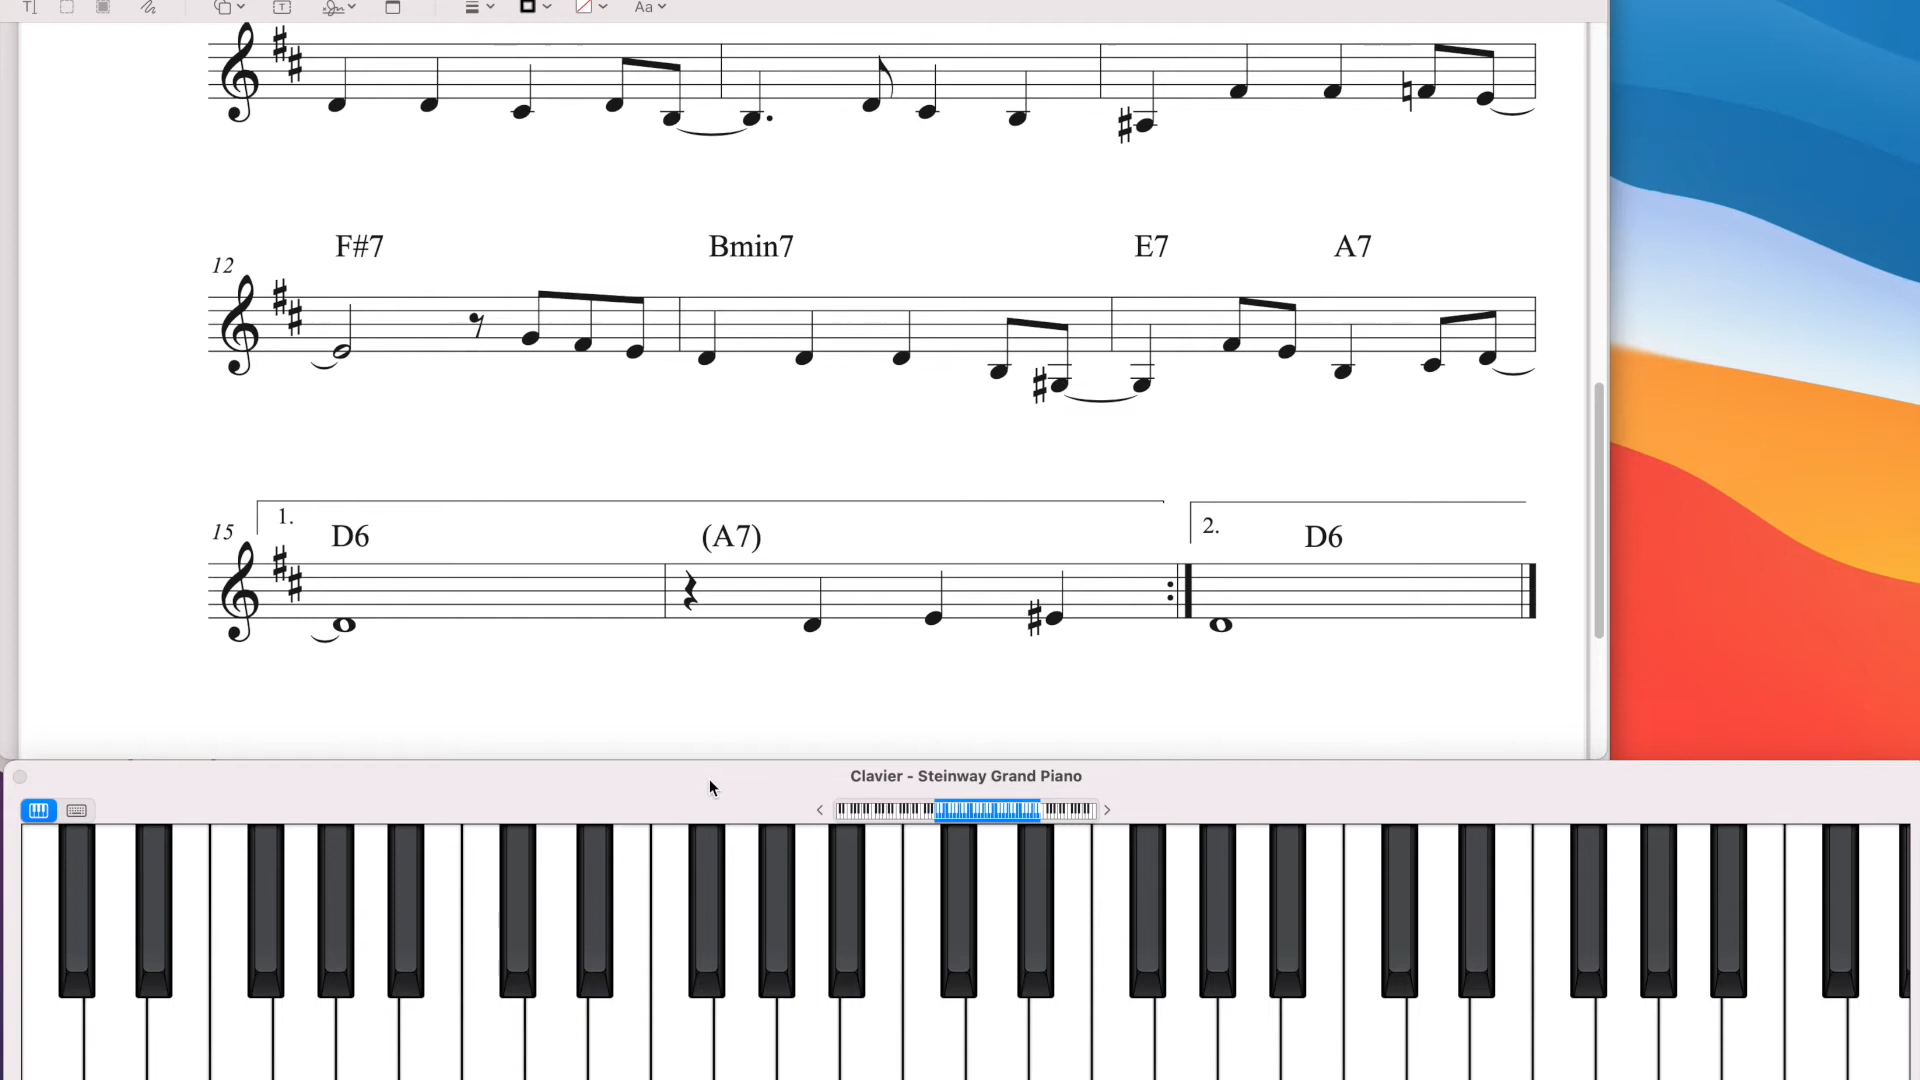 Aa
F#7 Bmin7 E7 A7
12
1. D6 (A7) 2. D6
15
Clavier - Steinway Grand Piano